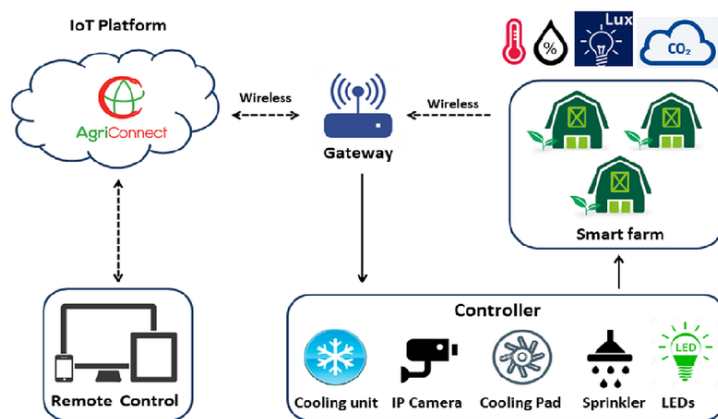 IoT Platform
AgriConnect
Wireless
Gateway
Wireless
%
Lux
CO₂
Smart farm
Remote Control
Controller
LED
Cooling unit
IP Camera
Cooling Pad
Sprinkler
LEDs